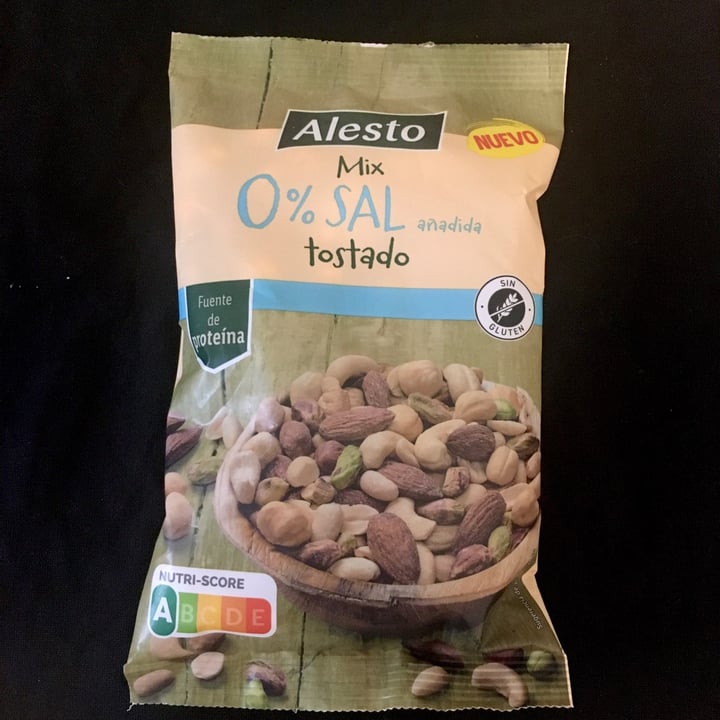 Alesto
NUEVO
Mix
0% SAL añadida
tostado
Fuente
de
proteína
SIN
GLUTEN
NUTRI-SCORE
A B C D E